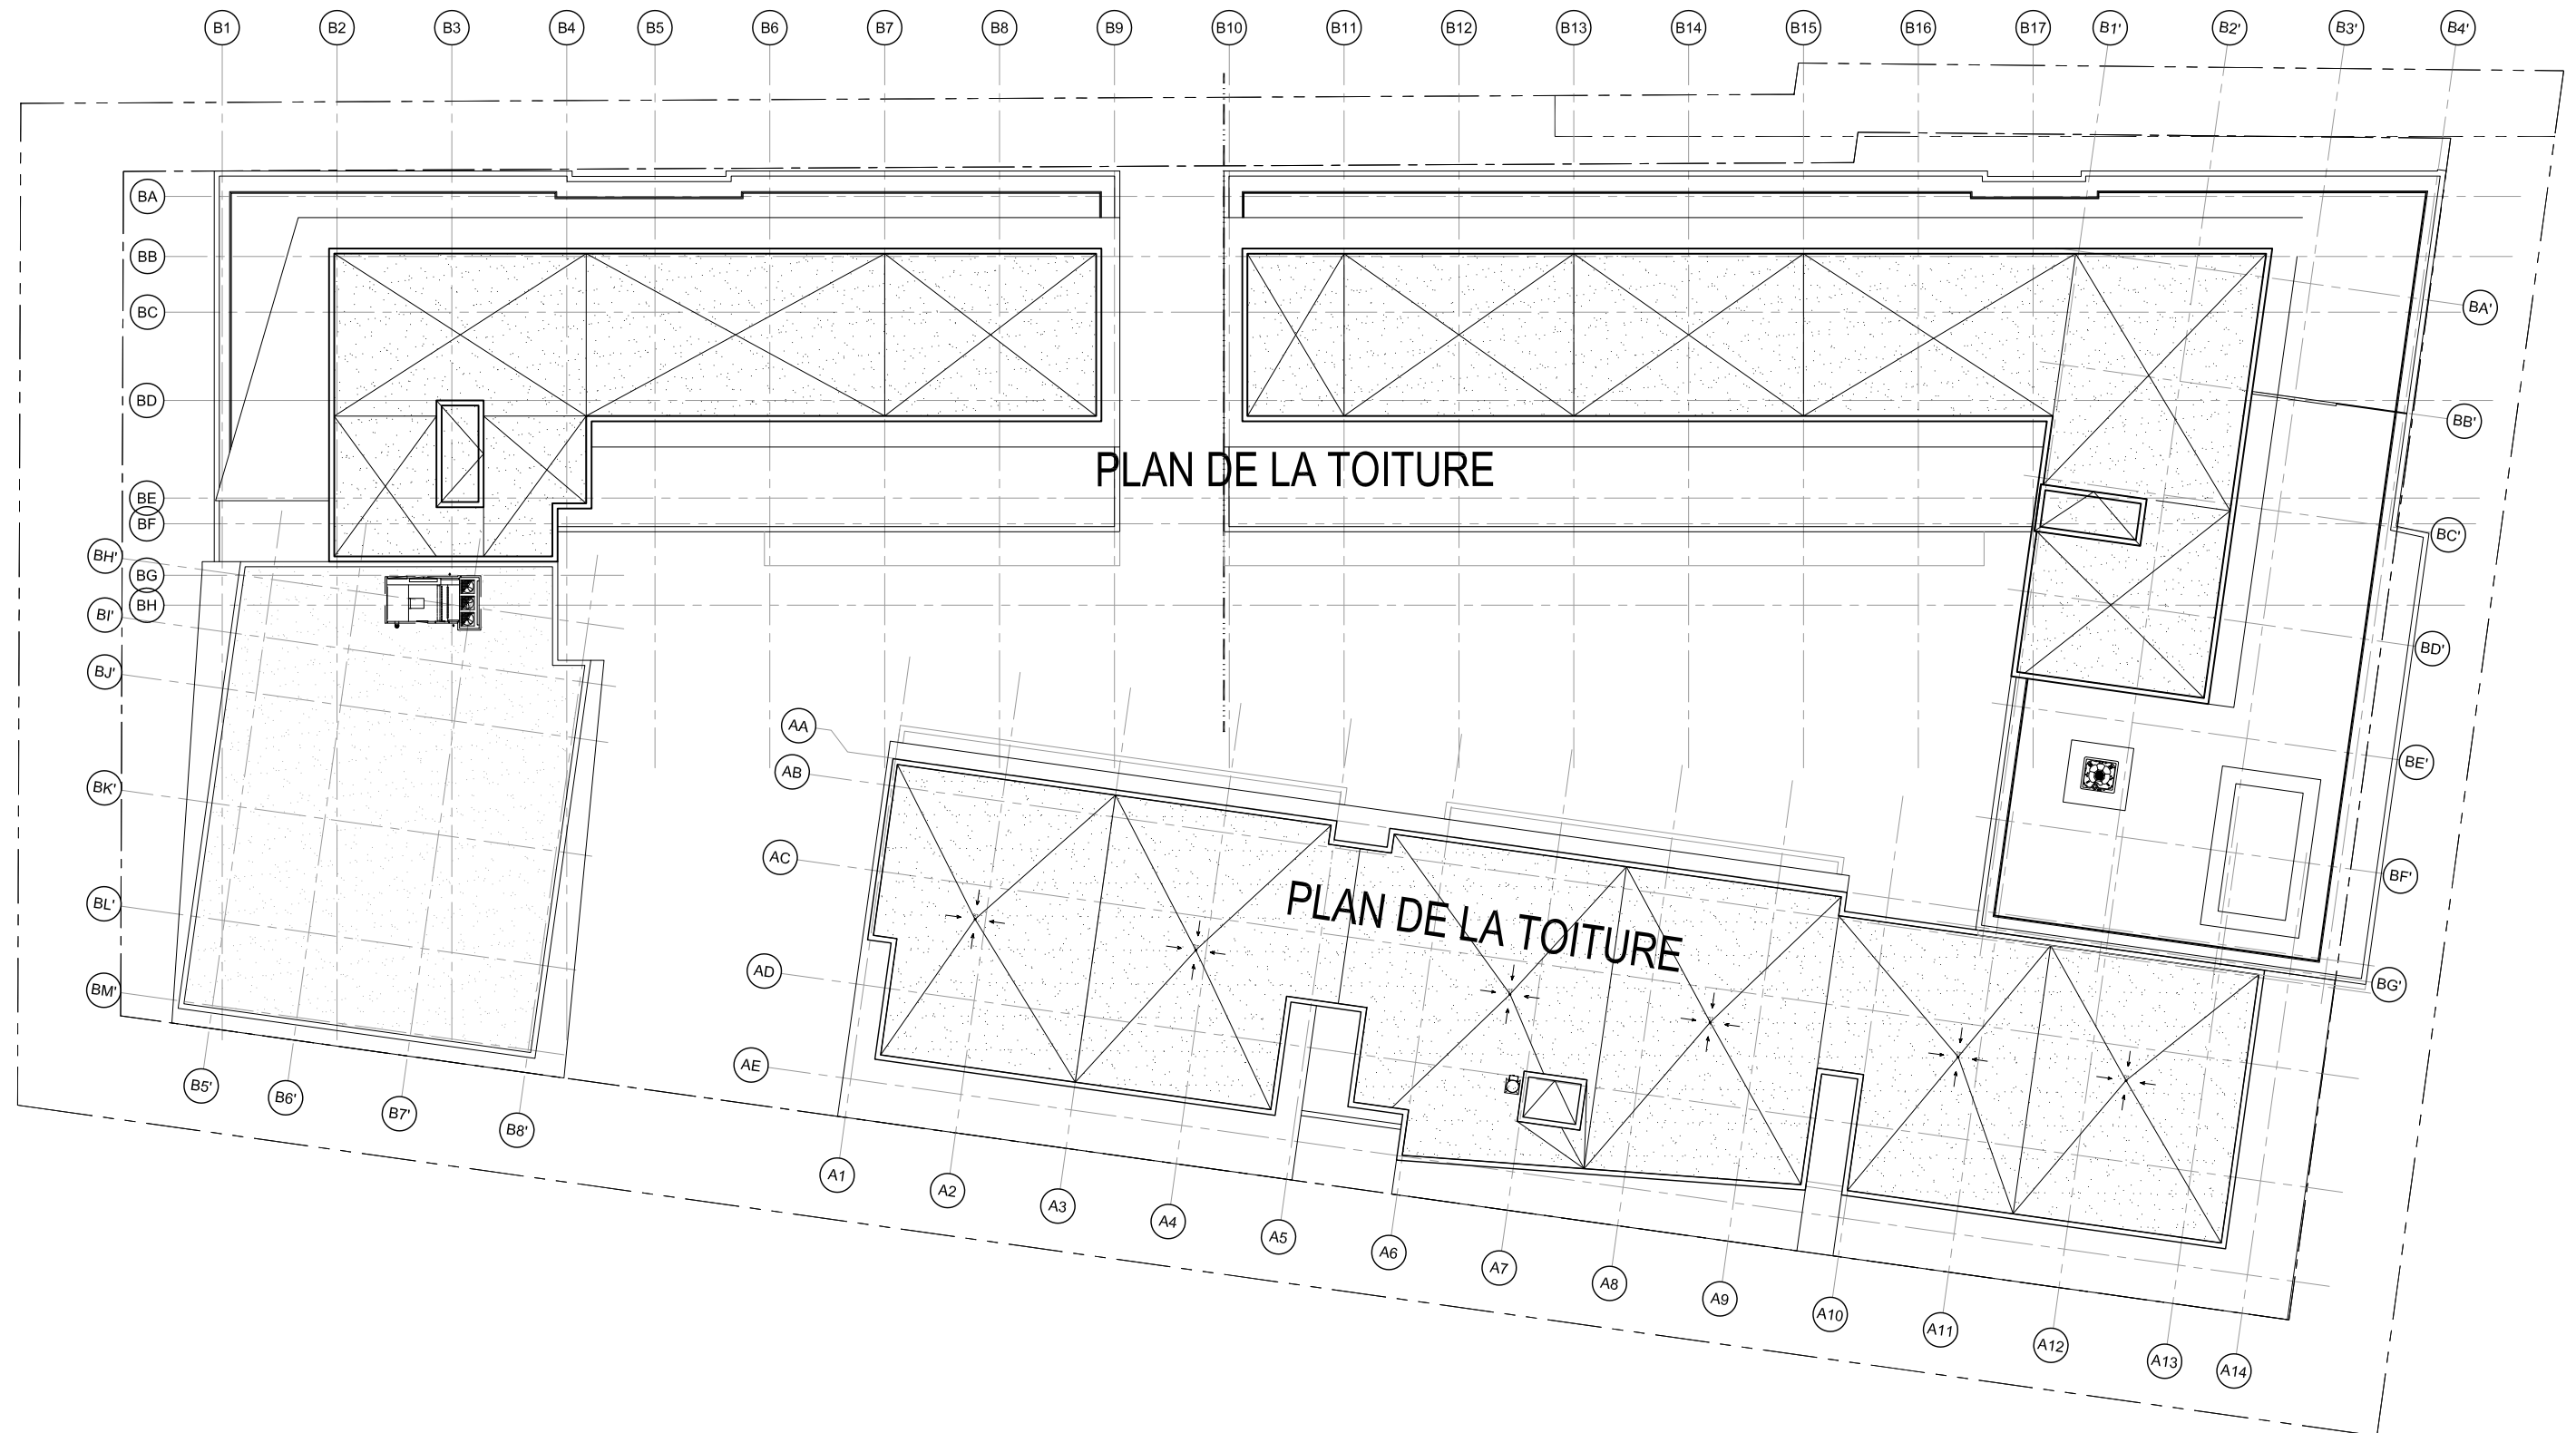 B1 B2 B3 B4 B5 B6 B7 B8 B9 B10 B11 B12 B13 B14 B15 B16 B17 B1' B2' B3' B4'
BA
BB
BC
BA'
BD
BB'
PLAN DE LA TOITURE
BE
BF
BC'
BH'
BG
BH
BI'
BD'
BJ'
AA
BE'
AB
BK'
AC
BF'
BL'
PLAN DE LA TOITURE
AD
BG'
BM'
AE
B5' B6' B7' B8'
A1 A2 A3 A4 A5 A6 A7 A8 A9 A10 A11 A12 A13 A14